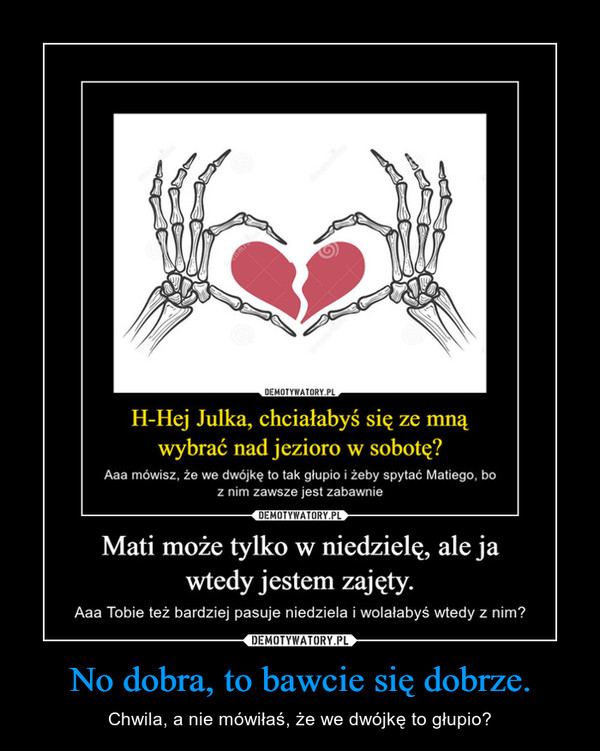 DEMOTYWATORY.PL
H-Hej Julka, chciałabyś się ze mną
wybrać nad jezioro w sobotę?
Aaa mówisz, że we dwójkę to tak głupio i żeby spytać Matiego, bo
z nim zawsze jest zabawnie
DEMOTYWATORY.PL
Mati może tylko w niedzielę, ale ja
wtedy jestem zajęty.
Aaa Tobie też bardziej pasuje niedziela i wolałabyś wtedy z nim?
DEMOTYWATORY.PL
No dobra, to bawcie się dobrze.
Chwila, a nie mówiłaś, że we dwójkę to głupio?